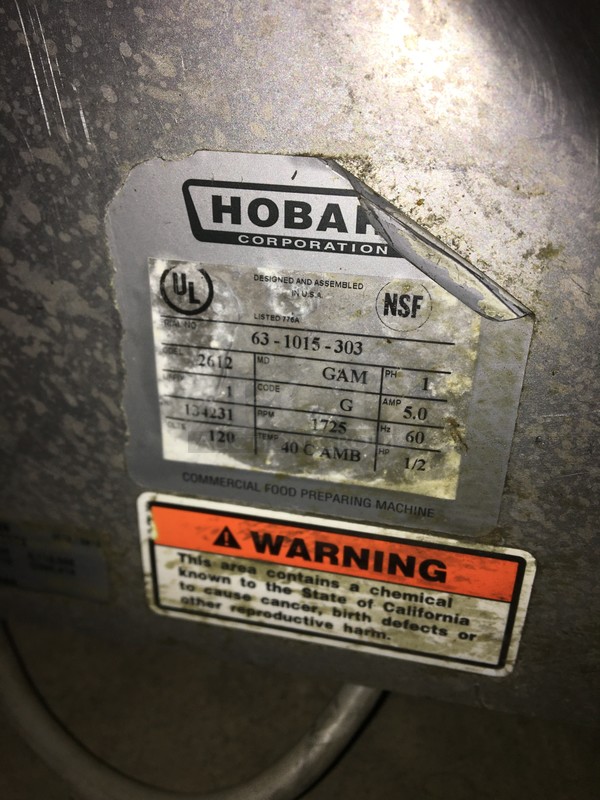 HOBAR
CORPORATION
UL
DESIGNED AND ASSEMBLED
IN U.S.A.
NSF
LISTED 776A
63-1015-303
2612 MD GAM PH 1
1 CODE G AMP 5.0
134231 RPM 1725 Hz 60
120 TEMP 40 C AMB HP 1/2
COMMERCIAL FOOD PREPARING MACHINE
WARNING
This area contains a chemical
known to the State of California
to cause cancer, birth defects or
other reproductive harm.